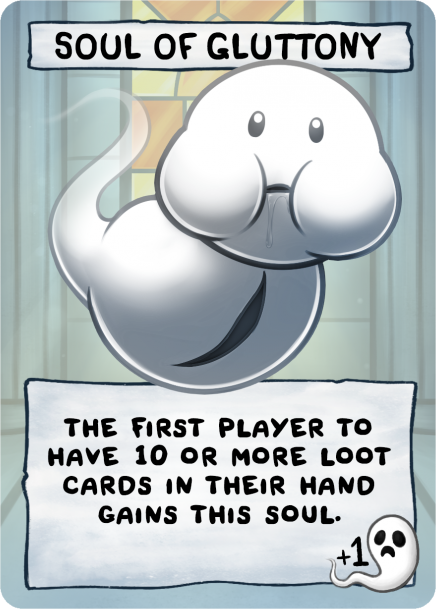 SOUL OF GLUTTONY
THE FIRST PLAYER TO
HAVE 10 OR MORE LOOT
CARDS IN THEIR HAND
GAINS THIS SOUL.
+1